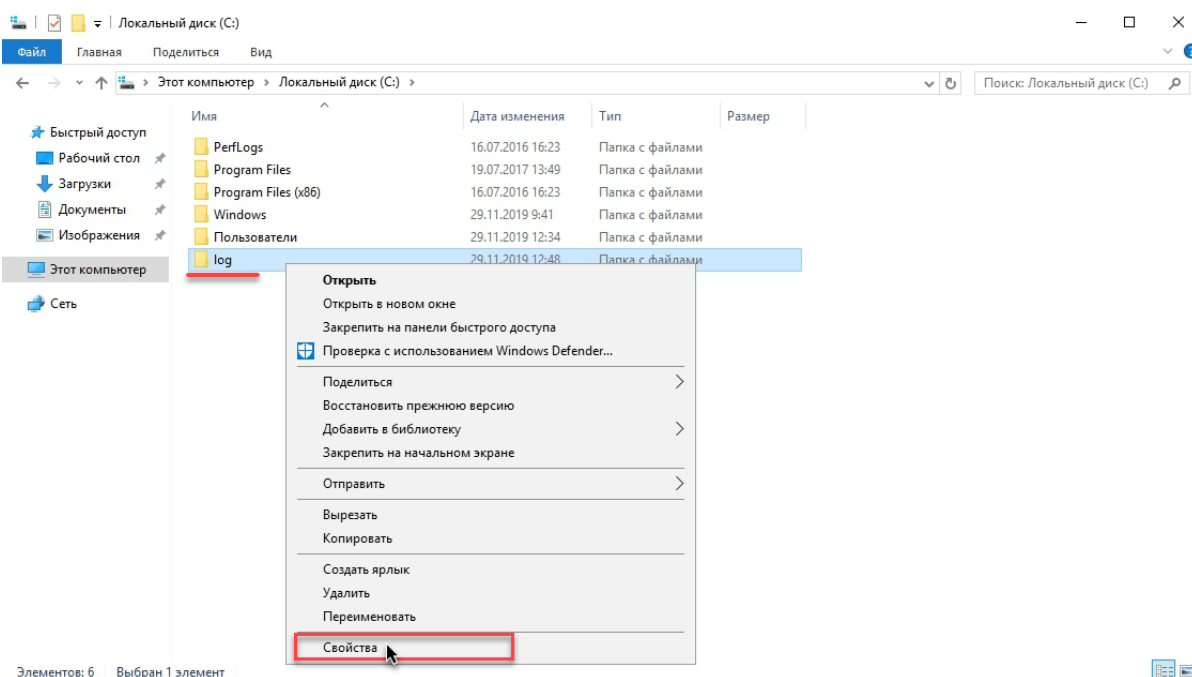 Локальный диск (C:)
Файл Главная Поделиться Вид
Этот компьютер › Локальный диск (C:) ›
Поиск: Локальный диск (C:)
Быстрый доступ
Рабочий стол
Загрузки
Документы
Изображения
Этот компьютер
Сеть
Имя Дата изменения Тип Размер
PerfLogs 16.07.2016 16:23 Папка с файлами
Program Files 19.07.2017 13:49 Папка с файлами
Program Files (x86) 16.07.2016 16:23 Папка с файлами
Windows 29.11.2019 9:41 Папка с файлами
Пользователи 29.11.2019 12:34 Папка с файлами
log 29.11.2019 12:48 Папка с файлами
Открыть
Открыть в новом окне
Закрепить на панели быстрого доступа
Проверка с использованием Windows Defender...
Поделиться
Восстановить прежнюю версию
Добавить в библиотеку
Закрепить на начальном экране
Отправить
Вырезать
Копировать
Создать ярлык
Удалить
Переименовать
Свойства
Элементов: 6 Выбран 1 элемент